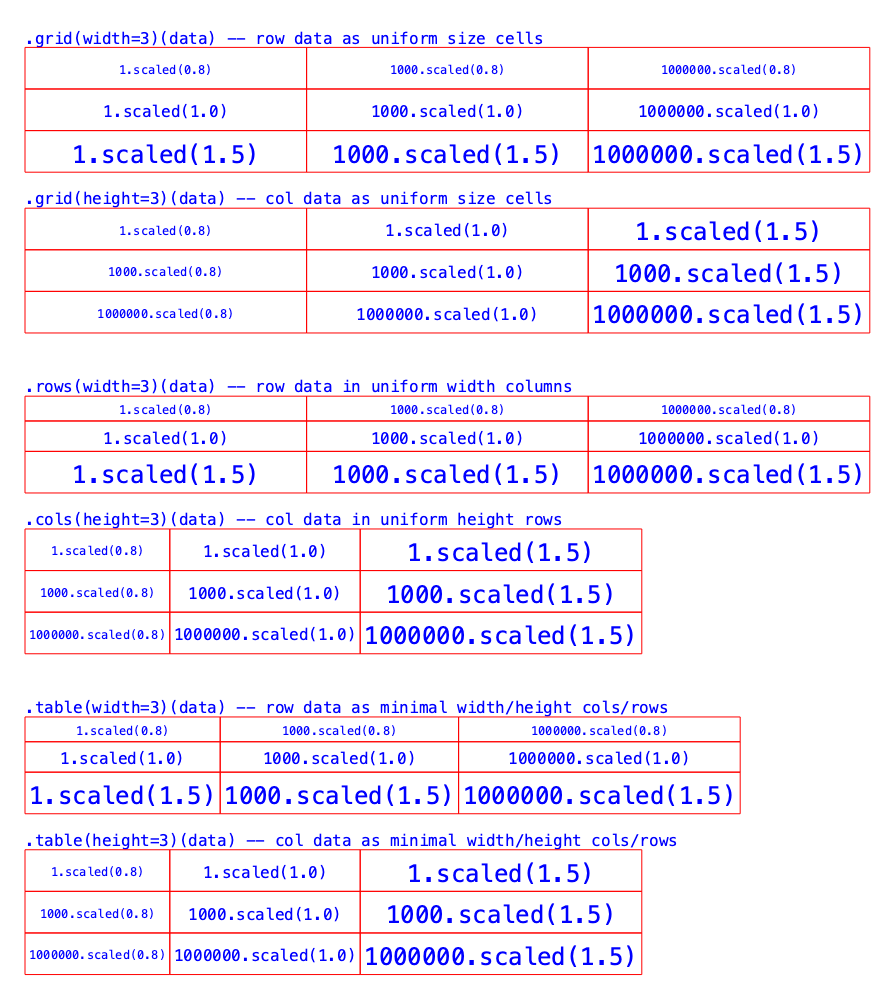 .grid(width=3)(data) -- row data as uniform size cells
1.scaled(0.8) 1000.scaled(0.8) 1000000.scaled(0.8)
1.scaled(1.0) 1000.scaled(1.0) 1000000.scaled(1.0)
1.scaled(1.5) 1000.scaled(1.5) 1000000.scaled(1.5)
.grid(height=3)(data) -- col data as uniform size cells
1.scaled(0.8) 1.scaled(1.0) 1.scaled(1.5)
1000.scaled(0.8) 1000.scaled(1.0) 1000.scaled(1.5)
1000000.scaled(0.8) 1000000.scaled(1.0) 1000000.scaled(1.5)
.rows(width=3)(data) -- row data in uniform width columns
1.scaled(0.8) 1000.scaled(0.8) 1000000.scaled(0.8)
1.scaled(1.0) 1000.scaled(1.0) 1000000.scaled(1.0)
1.scaled(1.5) 1000.scaled(1.5) 1000000.scaled(1.5)
.cols(height=3)(data) -- col data in uniform height rows
1.scaled(0.8) 1.scaled(1.0) 1.scaled(1.5)
1000.scaled(0.8) 1000.scaled(1.0) 1000.scaled(1.5)
1000000.scaled(0.8) 1000000.scaled(1.0) 1000000.scaled(1.5)
.table(width=3)(data) -- row data as minimal width/height cols/rows
1.scaled(0.8) 1000.scaled(0.8) 1000000.scaled(0.8)
1.scaled(1.0) 1000.scaled(1.0) 1000000.scaled(1.0)
1.scaled(1.5) 1000.scaled(1.5) 1000000.scaled(1.5)
.table(height=3)(data) -- col data as minimal width/height cols/rows
1.scaled(0.8) 1.scaled(1.0) 1.scaled(1.5)
1000.scaled(0.8) 1000.scaled(1.0) 1000.scaled(1.5)
1000000.scaled(0.8) 1000000.scaled(1.0) 1000000.scaled(1.5)